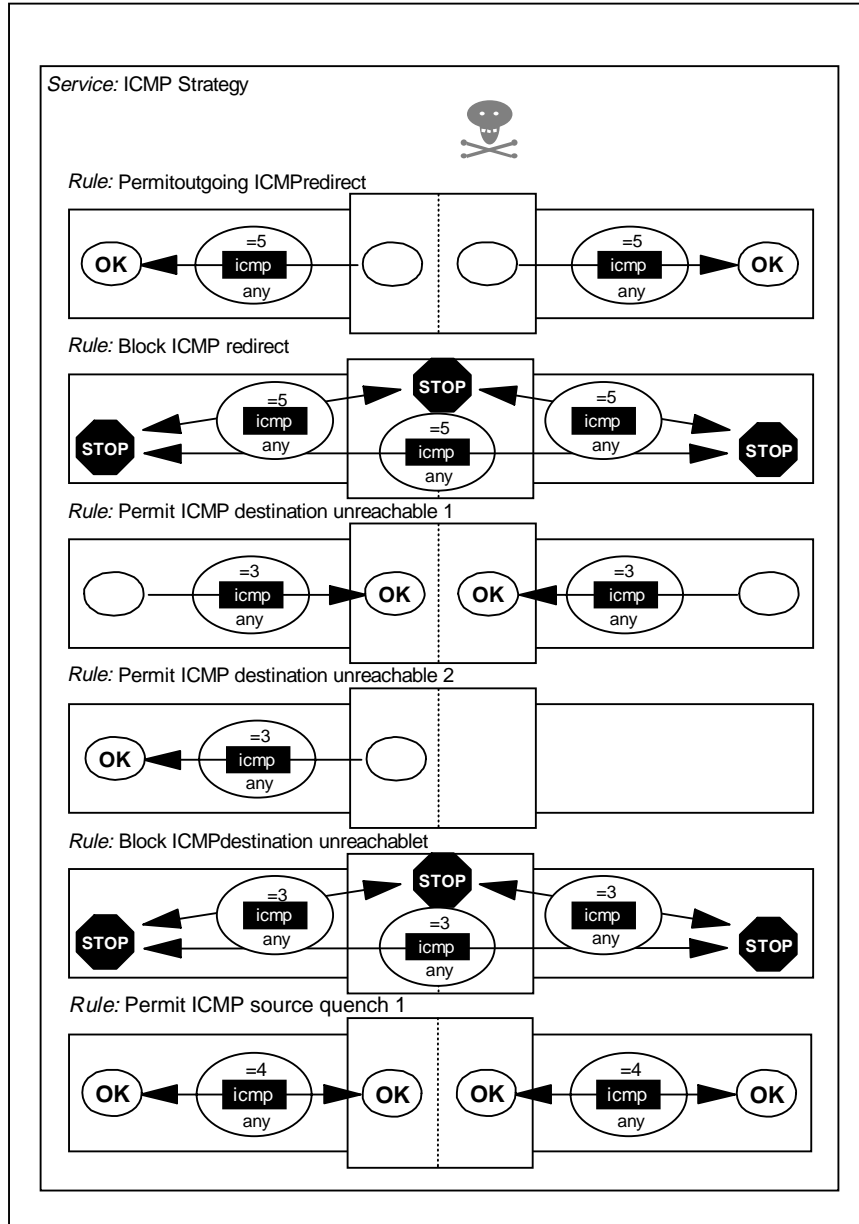 Service: ICMP Strategy
Rule: Permitoutgoing ICMPredirect
=5 =5
OK icmp icmp OK
any any
Rule: Block ICMP redirect
STOP
=5 =5
icmp =5 icmp
STOP any icmp any STOP
any
Rule: Permit ICMP destination unreachable 1
=3 =3
icmp OK OK icmp
any any
Rule: Permit ICMP destination unreachable 2
=3
OK icmp
any
Rule: Block ICMPdestination unreachablet
STOP
=3 =3
icmp =3 icmp
STOP any icmp any STOP
any
Rule: Permit ICMP source quench 1
=4 =4
OK icmp OK OK icmp OK
any any